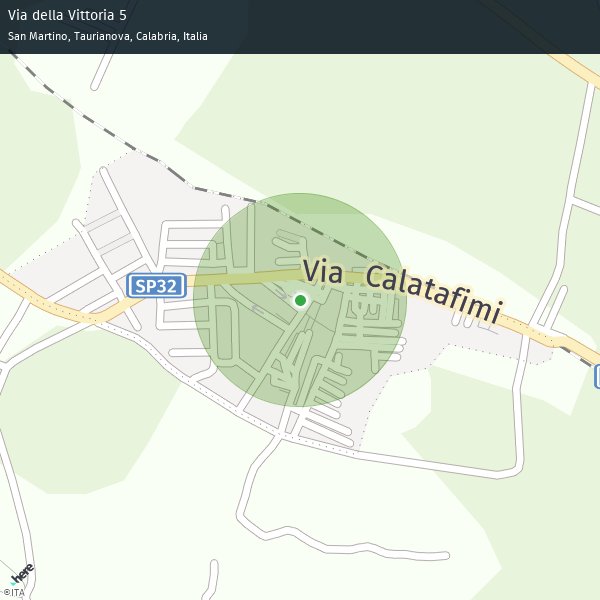 Via della Vittoria 5
San Martino, Taurianova, Calabria, Italia
SP32
Via Calatafimi
here
©ITA